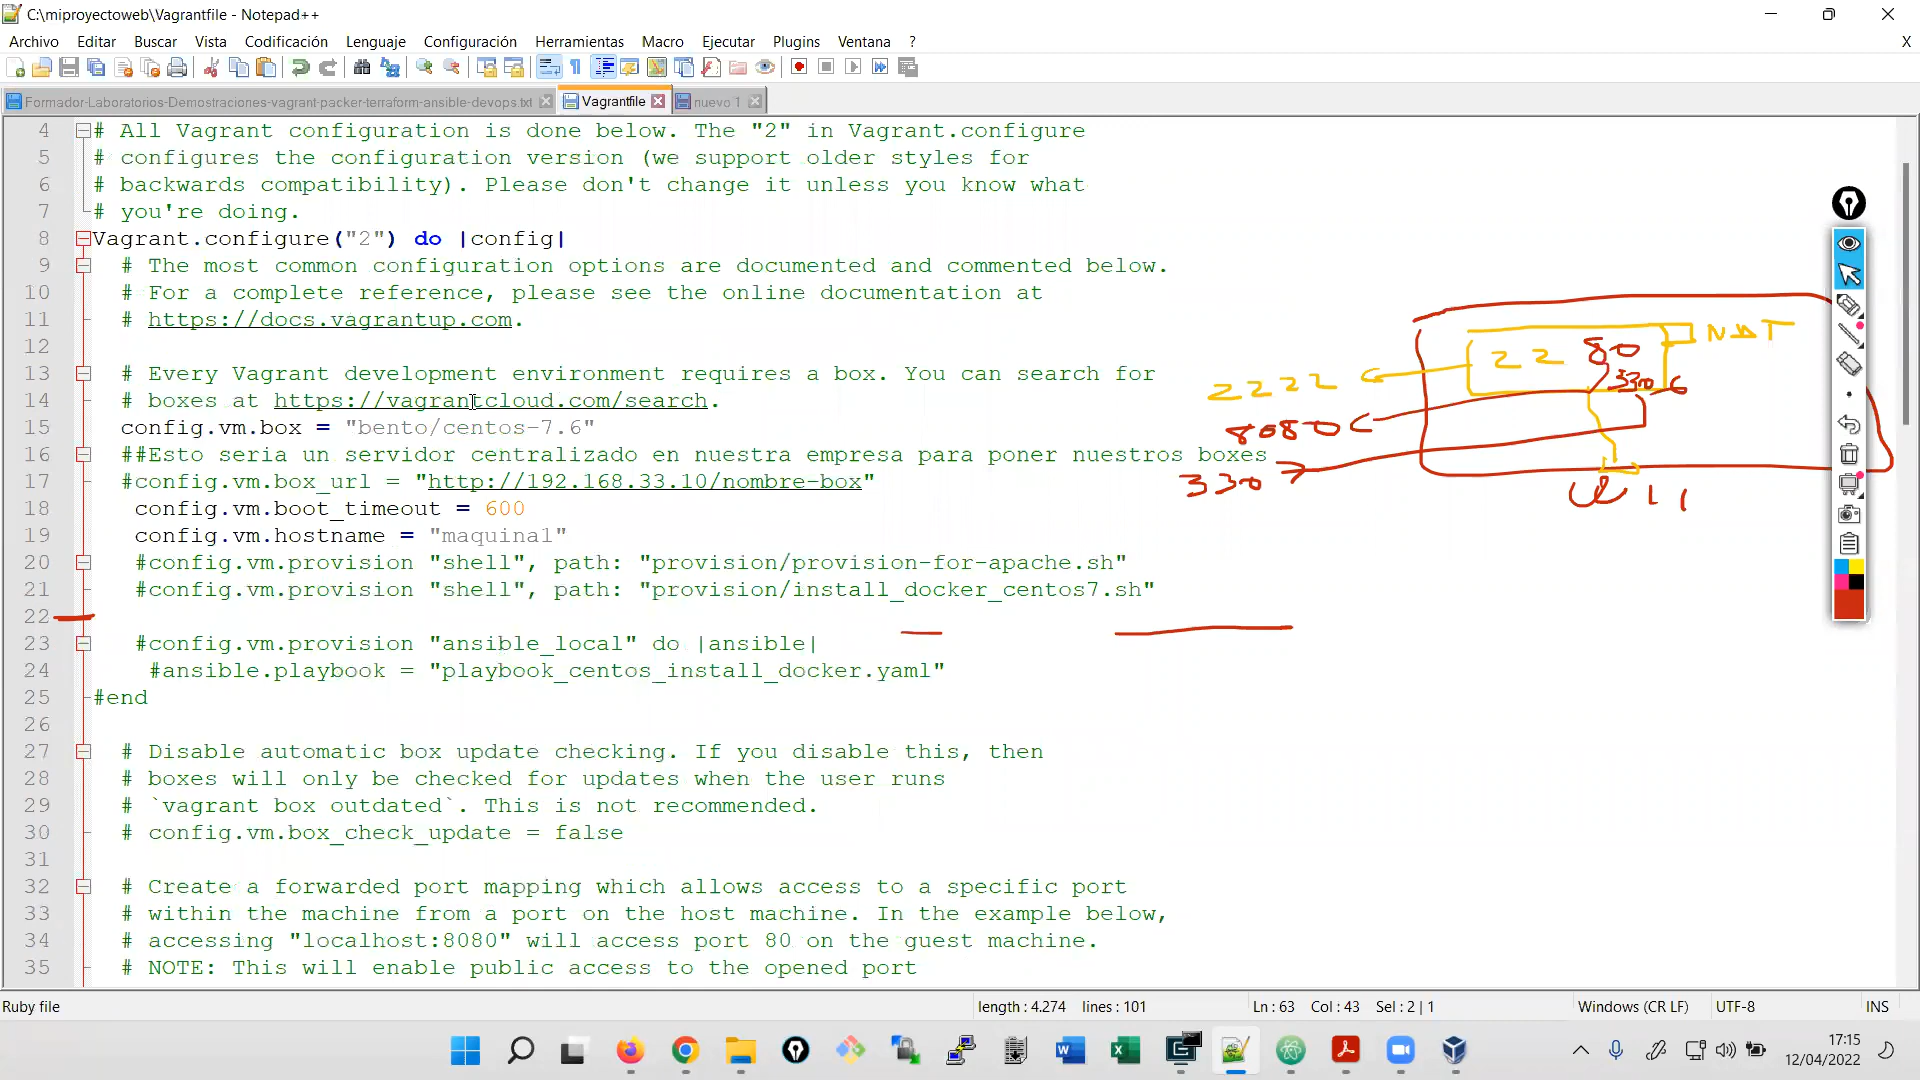 C:\miproyectoweb\Vagrantfile - Notepad++
Archivo Editar Buscar Vista Codificación Lenguaje Configuración Herramientas Macro Ejecutar Plugins Ventana ? X
Formador-Laboratorios-Demostraciones-vagrant-packer-terraform-ansible-devops.txt Vagrantfile nuevo 1
4 # All Vagrant configuration is done below. The "2" in Vagrant.configure
5 # configures the configuration version (we support older styles for
6 # backwards compatibility). Please don't change it unless you know what
7 # you're doing.
8 Vagrant.configure("2") do |config|
9 # The most common configuration options are documented and commented below.
10 # For a complete reference, please see the online documentation at
11 # https://docs.vagrantup.com.
12
13 # Every Vagrant development environment requires a box. You can search for
14 # boxes at https://vagrantcloud.com/search.
15 config.vm.box = "bento/centos-7.6"
16 ##Esto seria un servidor centralizado en nuestra empresa para poner nuestros boxes
17 #config.vm.box_url = "http://192.168.33.10/nombre-box"
18 config.vm.boot_timeout = 600
19 config.vm.hostname = "maquina1"
20 #config.vm.provision "shell", path: "provision/provision-for-apache.sh"
21 #config.vm.provision "shell", path: "provision/install_docker_centos7.sh"
22
23 #config.vm.provision "ansible_local" do |ansible|
24 #ansible.playbook = "playbook_centos_install_docker.yaml"
25 #end
26
27 # Disable automatic box update checking. If you disable this, then
28 # boxes will only be checked for updates when the user runs
29 # `vagrant box outdated`. This is not recommended.
30 # config.vm.box_check_update = false
31
32 # Create a forwarded port mapping which allows access to a specific port
33 # within the machine from a port on the host machine. In the example below,
34 # accessing "localhost:8080" will access port 80 on the guest machine.
35 # NOTE: This will enable public access to the opened port
NAT
22 80
3306
2222
8080
330
Ruby file length : 4.274 lines : 101 Ln : 63 Col : 43 Sel : 2 | 1 Windows (CR LF) UTF-8 INS
17:15
12/04/2022